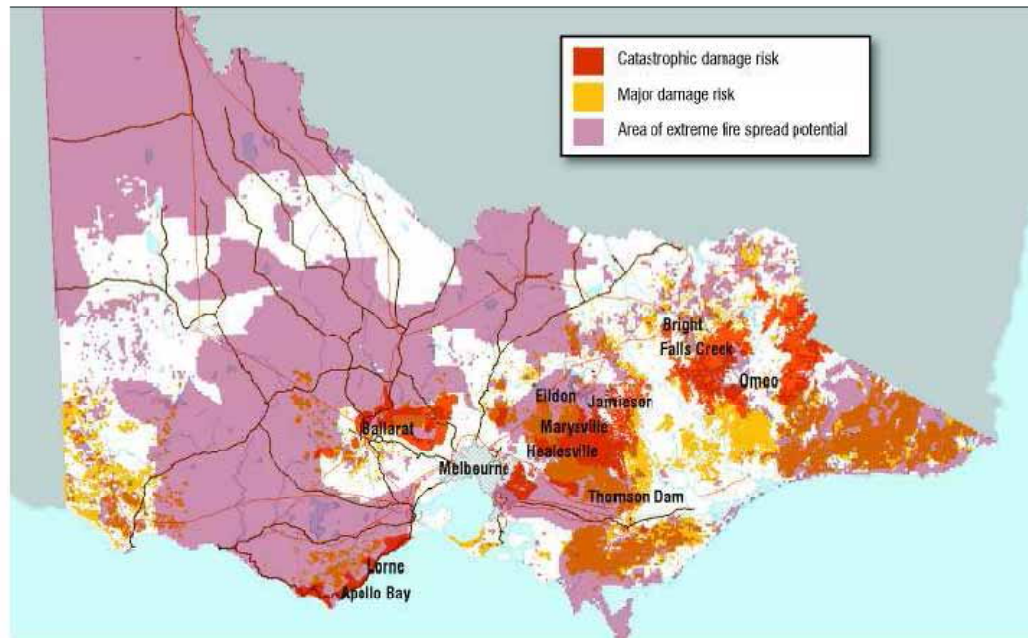 Catastrophic damage risk
Major damage risk
Area of extreme fire spread potential
Bright
Falls Creek
Omeo
Eildon
Jamieson
Ballarat
Marysville
Healesville
Melbourne
Thomson Dam
Lorne
Apollo Bay